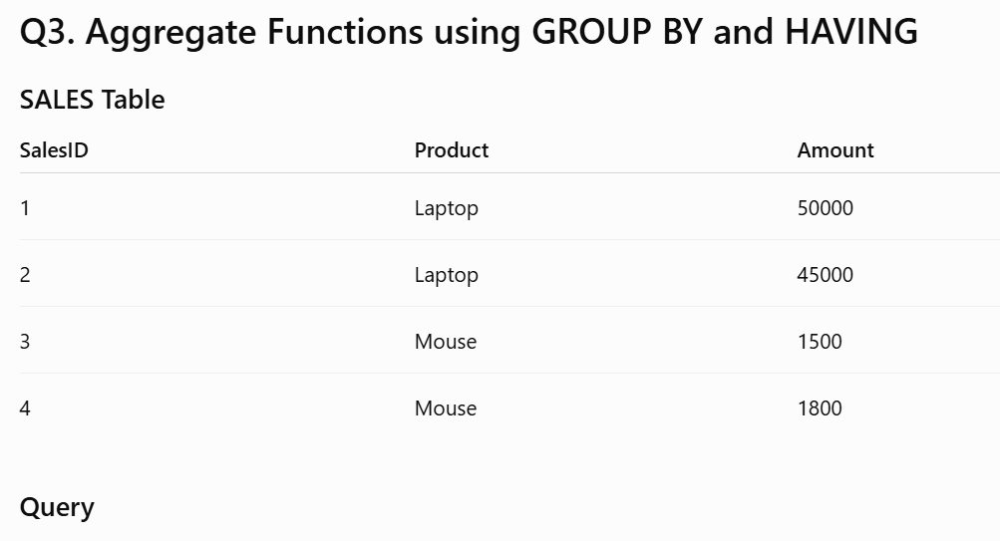 Q3. Aggregate Functions using GROUP BY and HAVING
SALES Table
SalesID Product Amount
1 Laptop 50000
2 Laptop 45000
3 Mouse 1500
4 Mouse 1800
Query